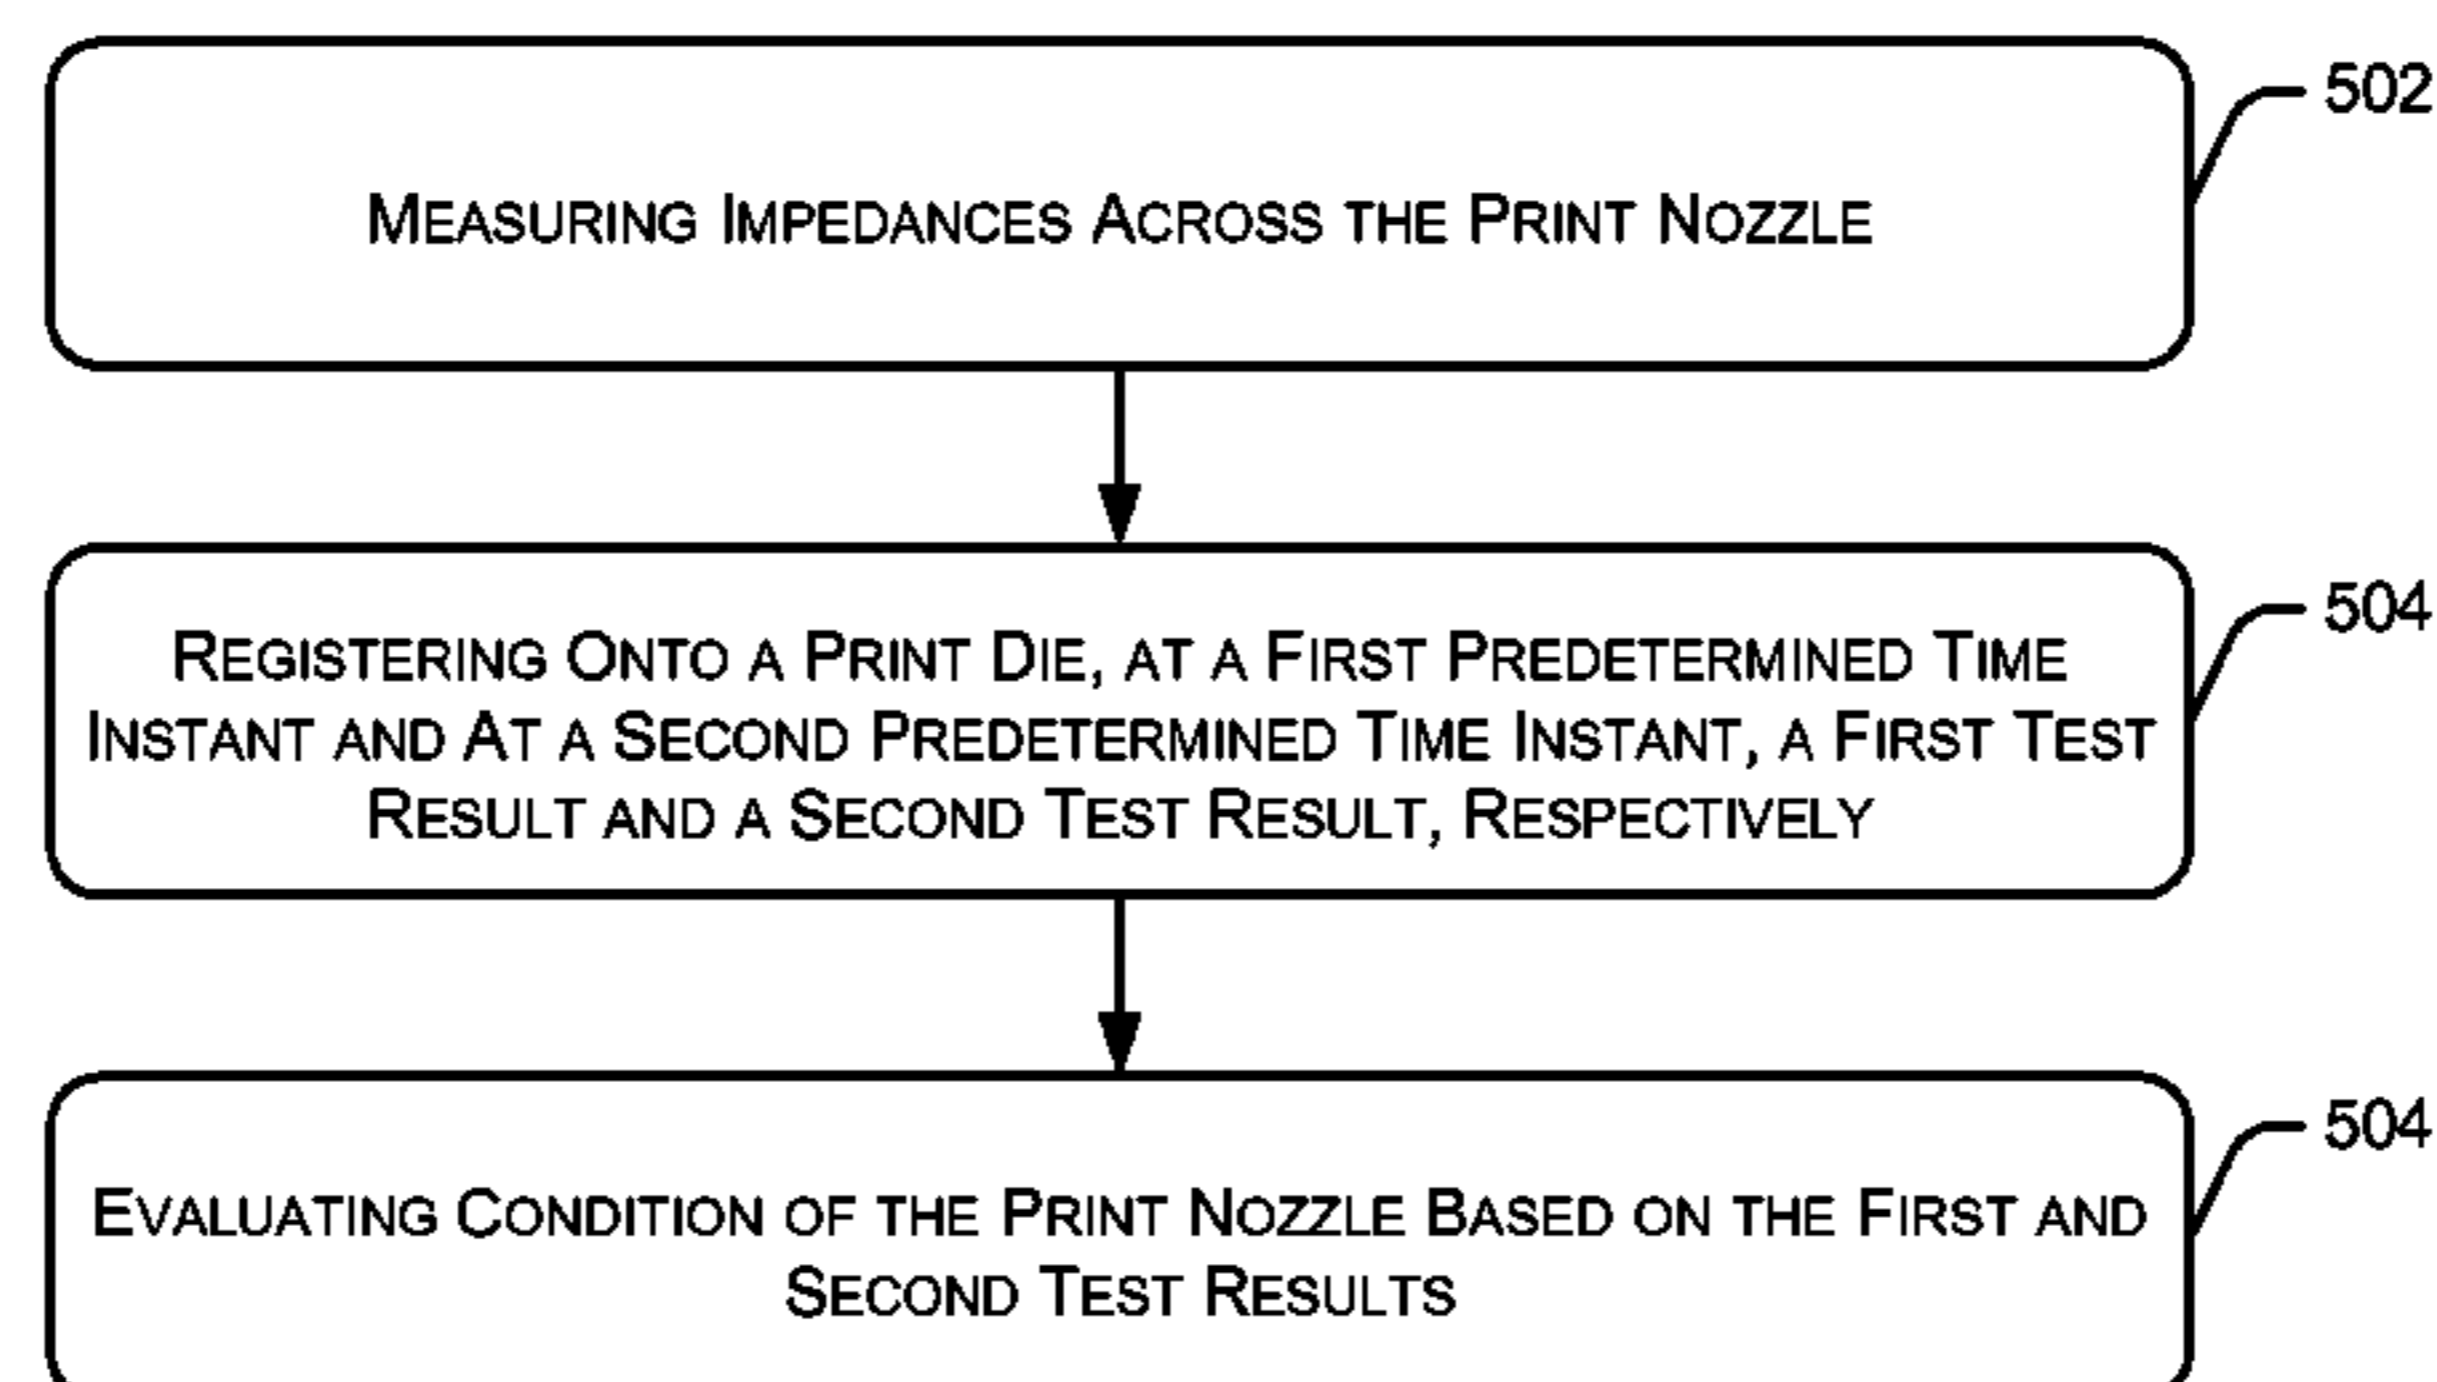 502
MEASURING IMPEDANCES ACROSS THE PRINT NOZZLE
504
REGISTERING ONTO A PRINT DIE, AT A FIRST PREDETERMINED TIME
INSTANT AND AT A SECOND PREDETERMINED TIME INSTANT, A FIRST TEST
RESULT AND A SECOND TEST RESULT, RESPECTIVELY
504
EVALUATING CONDITION OF THE PRINT NOZZLE BASED ON THE FIRST AND
SECOND TEST RESULTS